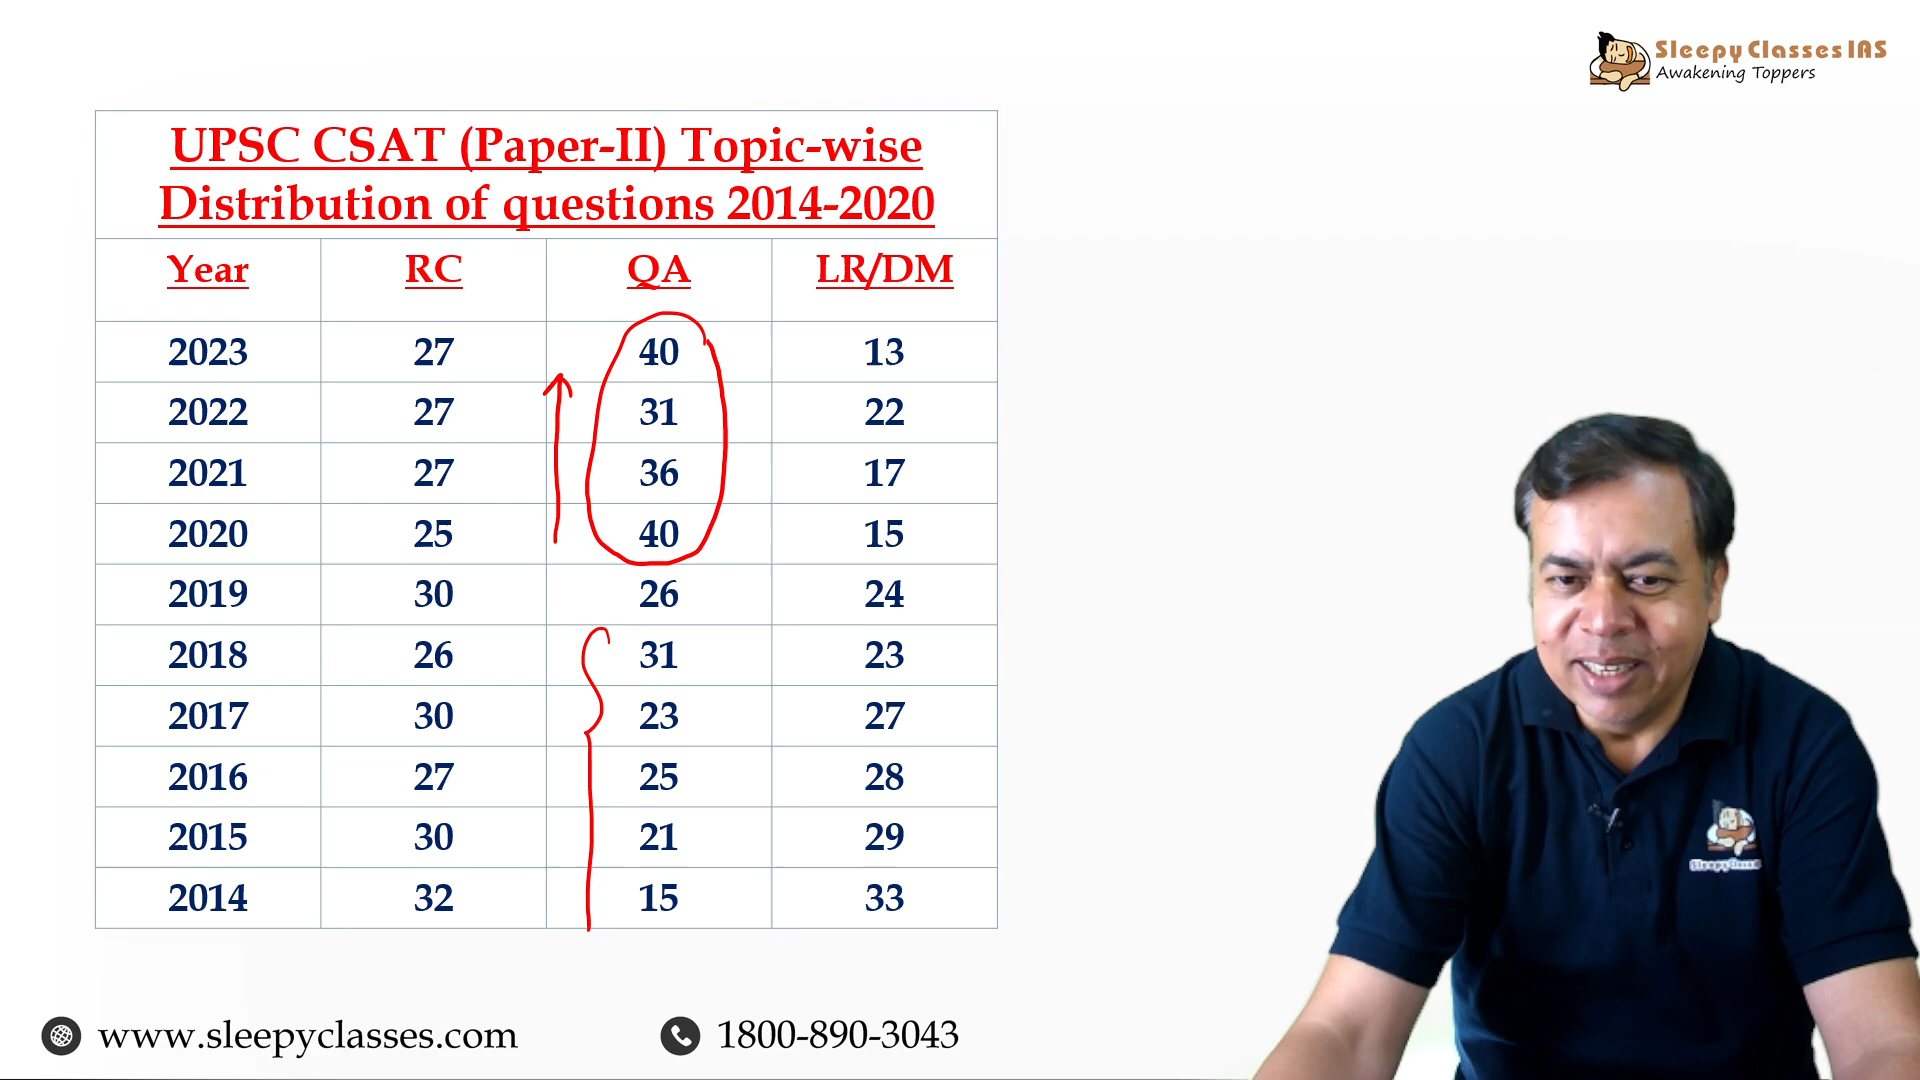 Sleepy Classes IAS
Awakening Toppers
UPSC CSAT (Paper-II) Topic-wise
Distribution of questions 2014-2020
Year RC QA LR/DM
2023 27 40 13
2022 27 31 22
2021 27 36 17
2020 25 40 15
2019 30 26 24
2018 26 31 23
2017 30 23 27
2016 27 25 28
2015 30 21 29
2014 32 15 33
www.sleepyclasses.com 1800-890-3043